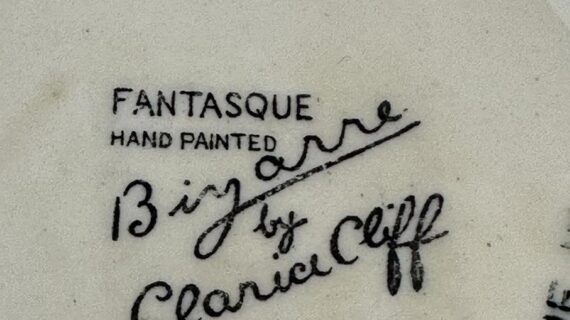 FANTASQUE
HAND PAINTED
Bizarre
by
Clarice Cliff